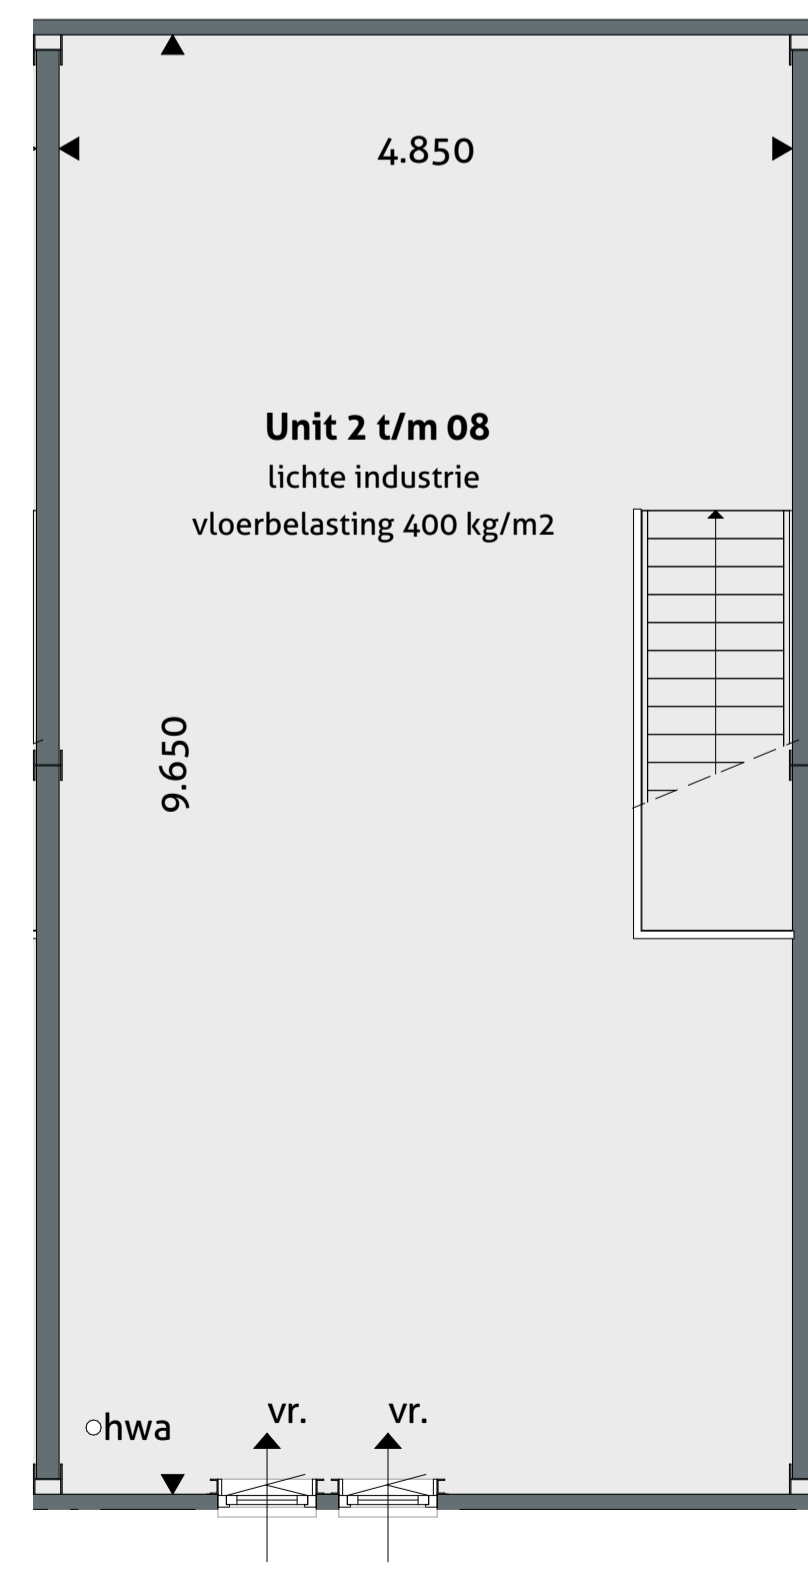 4.850
Unit 2 t/m 08
lichte industrie
vloerbelasting 400 kg/m2
9.650
vr.
vr.
hwa